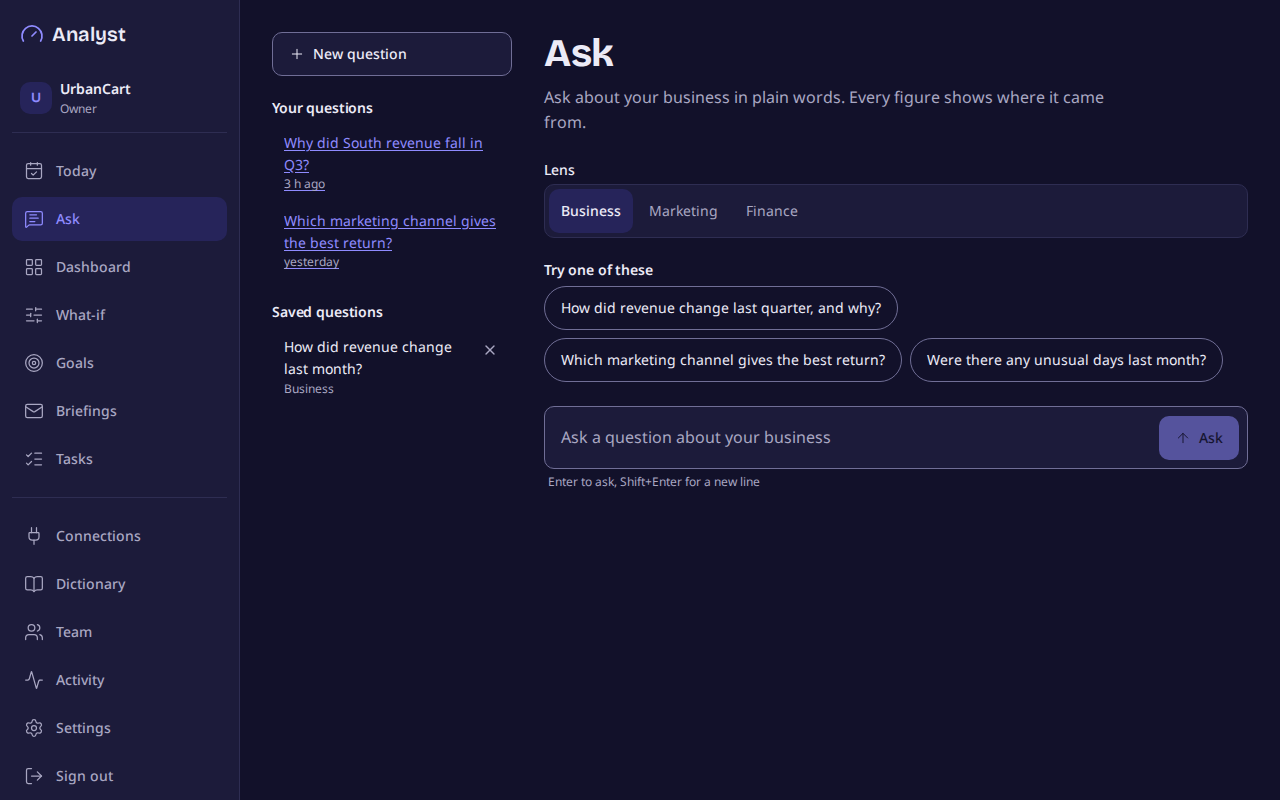 Analyst
U
UrbanCart
Owner
Today
Ask
Dashboard
What-if
Goals
Briefings
Tasks
Connections
Dictionary
Team
Activity
Settings
Sign out
New question
Your questions
Why did South revenue fall in
Q3?
3 h ago
Which marketing channel gives
the best return?
yesterday
Saved questions
How did revenue change
last month?
Business
Ask
Ask about your business in plain words. Every figure shows where it came
from.
Lens
Business Marketing Finance
Try one of these
How did revenue change last quarter, and why?
Which marketing channel gives the best return? Were there any unusual days last month?
Ask a question about your business
Ask
Enter to ask, Shift+Enter for a new line